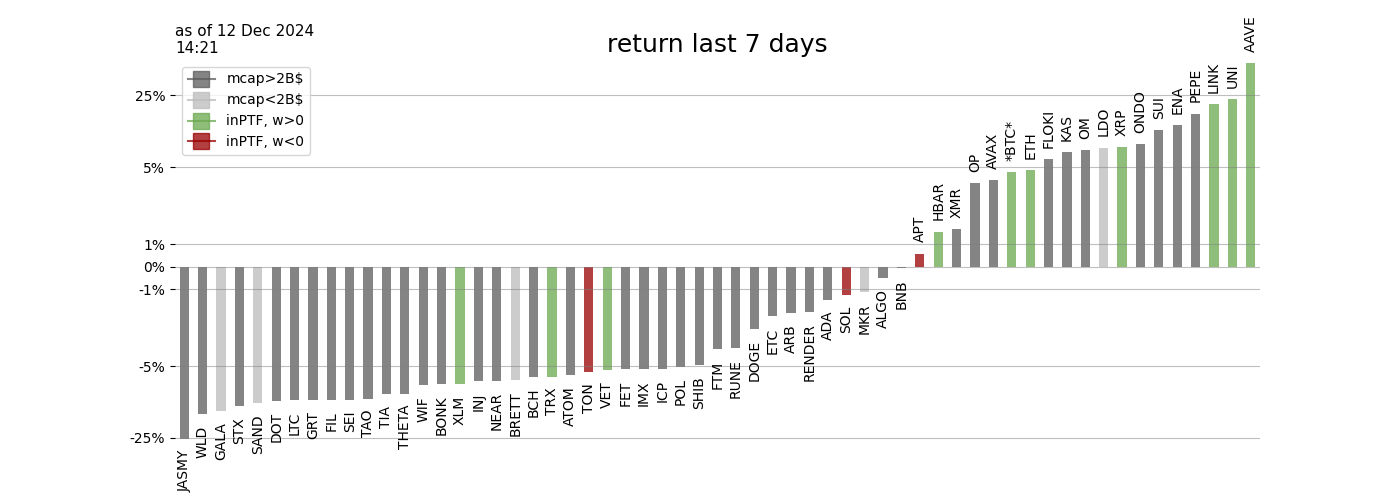 as of 12 Dec 2024
14:21
return last 7 days
mcap>2B$
mcap<2B$
inPTF, w>0
inPTF, w<0
25%
5%
1%
0%
-1%
-5%
-25%
JASMY
WLD
GALA
STX
SAND
DOT
LTC
GRT
FIL
SEI
TAO
TIA
THETA
WIF
BONK
XLM
INJ
NEAR
BRETT
BCH
TRX
ATOM
TON
VET
FET
IMX
ICP
POL
SHIB
FTM
RUNE
DOGE
ETC
ARB
RENDER
ADA
SOL
MKR
ALGO
BNB
APT
HBAR
XMR
OP
AVAX
*BTC*
ETH
FLOKI
KAS
OM
LDO
XRP
ONDO
SUI
ENA
PEPE
LINK
UNI
AAVE